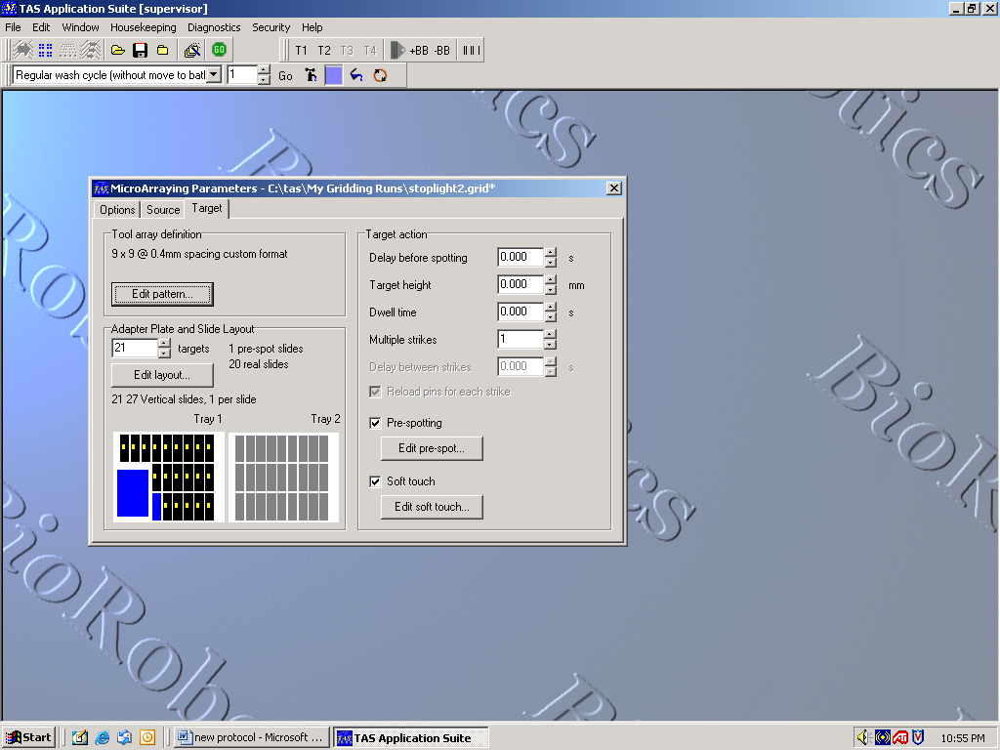 TAS Application Suite [supervisor]
File Edit Window Housekeeping Diagnostics Security Help
GO T1 T2 T3 T4 +BB -BB
Regular wash cycle (without move to batl 1 Go
MicroArraying Parameters - C:\tas\My Gridding Runs\stoplight2.grid*
Options Source Target
Tool array definition
9 x 9 @ 0.4mm spacing custom format
Edit pattern...
Adapter Plate and Slide Layout
21 targets 1 pre-spot slides
20 real slides
Edit layout...
21 27 Vertical slides, 1 per slide
Tray 1 Tray 2
Target action
Delay before spotting 0.000 s
Target height 0.000 mm
Dwell time 0.000 s
Multiple strikes 1
Delay between strikes 0.000 s
Reload pins for each strike
Pre-spotting
Edit pre-spot...
Soft touch
Edit soft touch...
BioRobotics
Start new protocol - Microsoft ... TAS Application Suite 10:55 PM